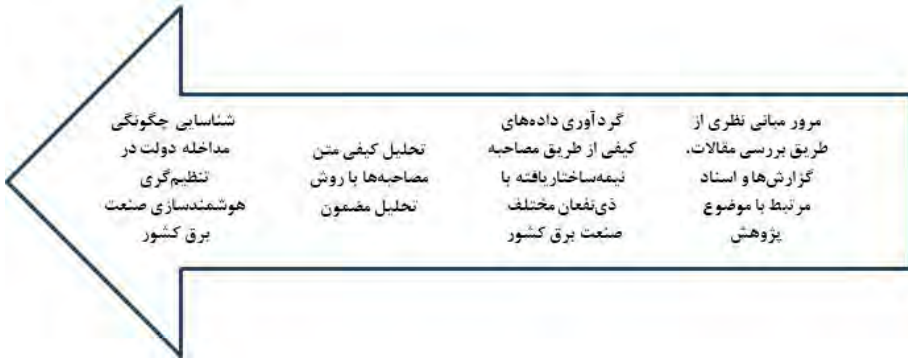 مرور مبانی نظری از
طریق بررسی مقالات،
گزارش‌ها و اسناد
مرتبط با موضوع
پژوهش
گردآوری داده‌های
کیفی از طریق مصاحبه
نیمه‌ساختاریافته با
ذی‌نفعان مختلف
صنعت برق کشور
تحلیل کیفی متن
مصاحبه‌ها با روش
تحلیل مضمون
شناسایی چگونگی
مداخله دولت در
تنظیم‌گری
هوشمندسازی صنعت
برق کشور